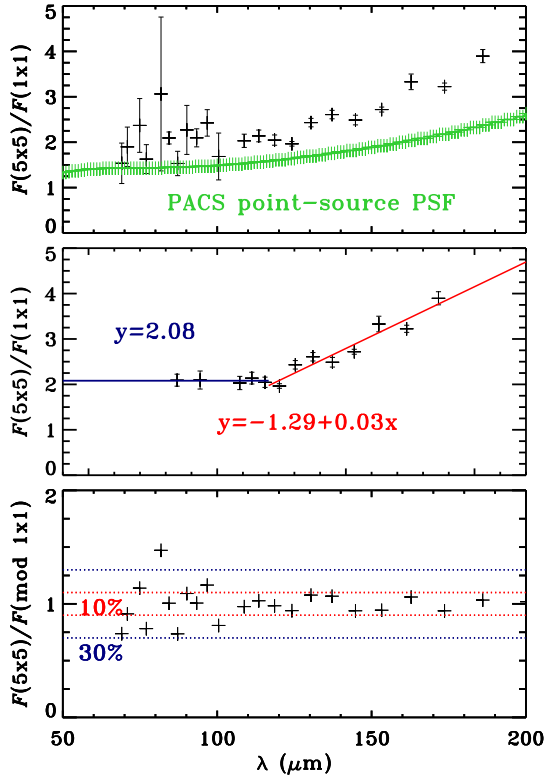 5
4
3
2
1
0
F(5x5)/F(1x1)
PACS point-source PSF
5
4
3
2
1
0
F(5x5)/F(1x1)
y=2.08
y=-1.29+0.03x
2
1
0
F(5x5)/F(mod 1x1)
10%
30%
50 100 150 200
λ (μm)